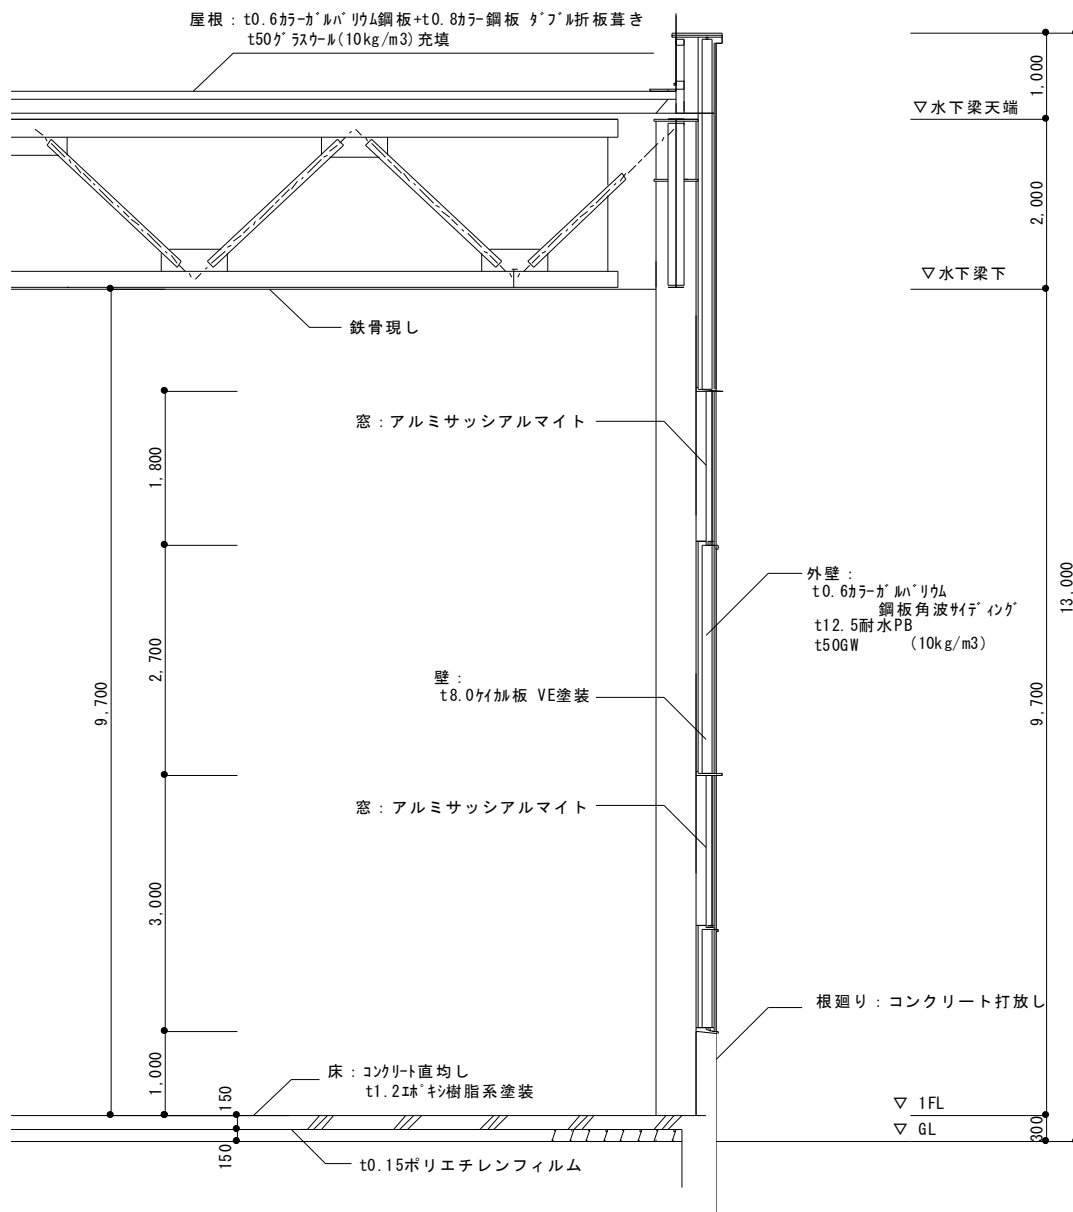 屋根：t0.6カラーガルバリウム鋼板+t0.8カラー鋼板 ダブル折板葺き
t50グラスウール(10kg/m3)充填
1,000
▽水下梁天端
2,000
▽水下梁下
鉄骨現し
窓：アルミサッシアルマイト
1,800
外壁：
t0.6カラーガルバリウム
鋼板角波サイディング
t12.5耐水PB
t50GW (10kg/m3)
13,000
2,700
壁：
t8.0ケイカル板 VE塗装
9,700
9,700
窓：アルミサッシアルマイト
3,000
根廻り：コンクリート打放し
床：コンクリート直均し
t1.2エポキシ樹脂系塗装
1,000
150
▽ 1FL
▽ GL
300
150
t0.15ポリエチレンフィルム